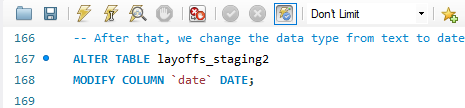 Don't Limit
166 -- After that, we change the data type from text to date
167 ALTER TABLE layoffs_staging2
168 MODIFY COLUMN `date` DATE;
169